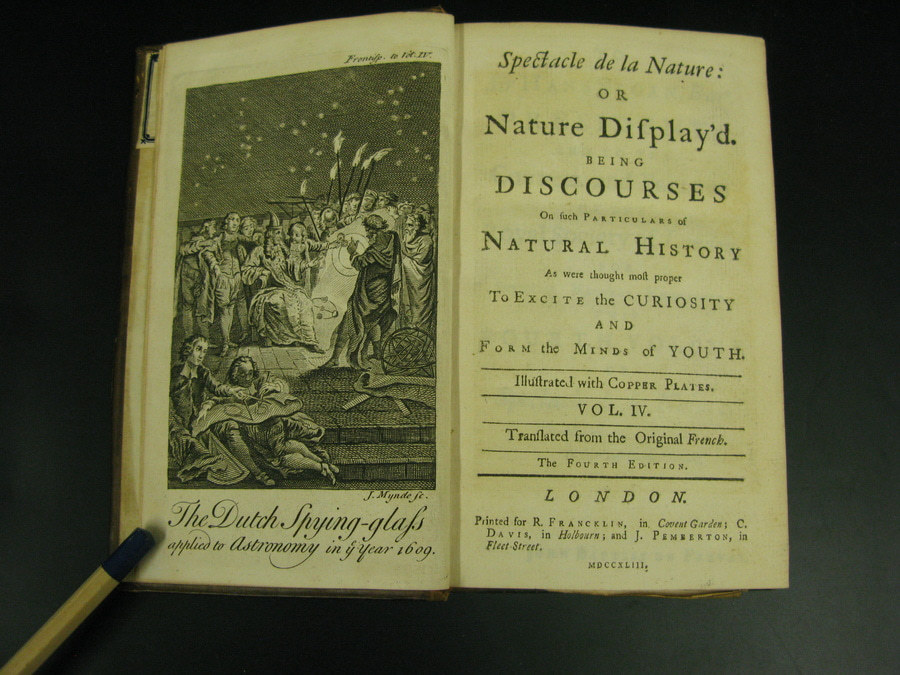 Frontisp. to Vol. IV.
J. Mynde sc.
The Dutch Spying-glaſs
applied to Astronomy in yͤ Year 1609.
Spectacle de la Nature:
OR
Nature Diſplay'd.
BEING
DISCOURSES
On ſuch PARTICULARS of
NATURAL HISTORY
As were thought moſt proper
To EXCITE the CURIOSITY
AND
FORM the MINDS of YOUTH.
Illuſtrated with COPPER PLATES.
VOL. IV.
Tranſlated from the Original French.
The FOURTH EDITION.
LONDON.
Printed for R. FRANCKLIN, in Covent Garden; C.
DAVIS, in Holbourn; and J. PEMBERTON, in
Fleet-Street.
MDCCXLIII.